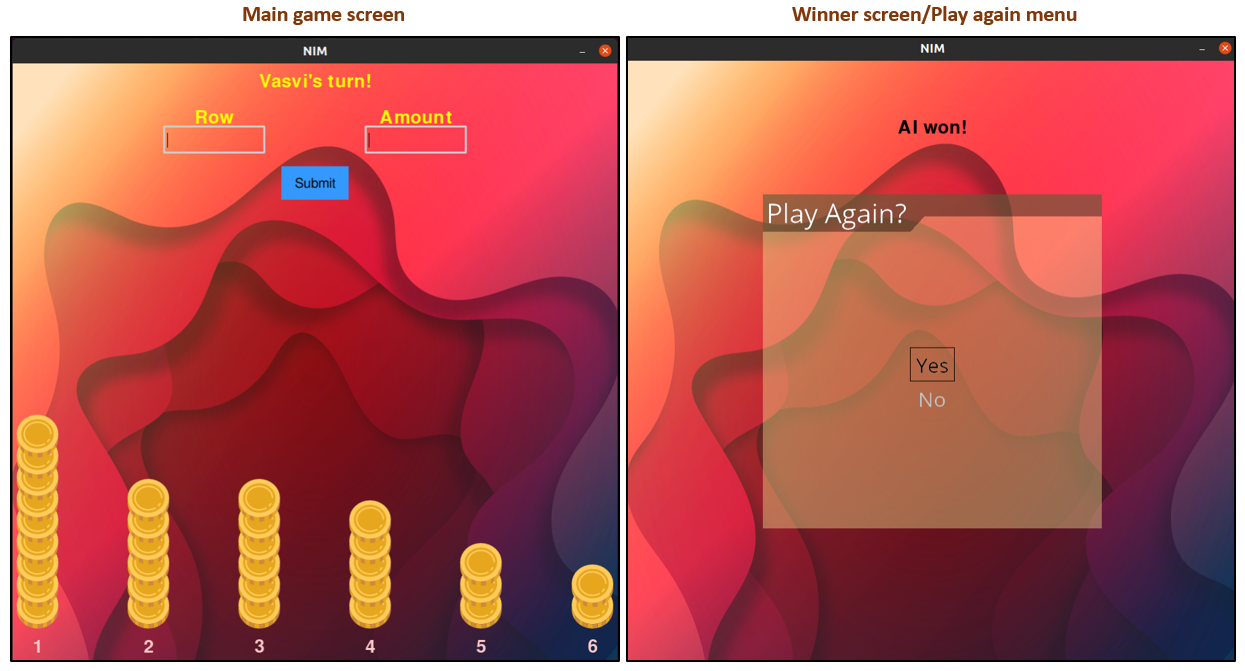 Main game screen
NIM
Vasvi's turn!
Row
Amount
Submit
1 2 3 4 5 6
Winner screen/Play again menu
NIM
AI won!
Play Again?
Yes
No